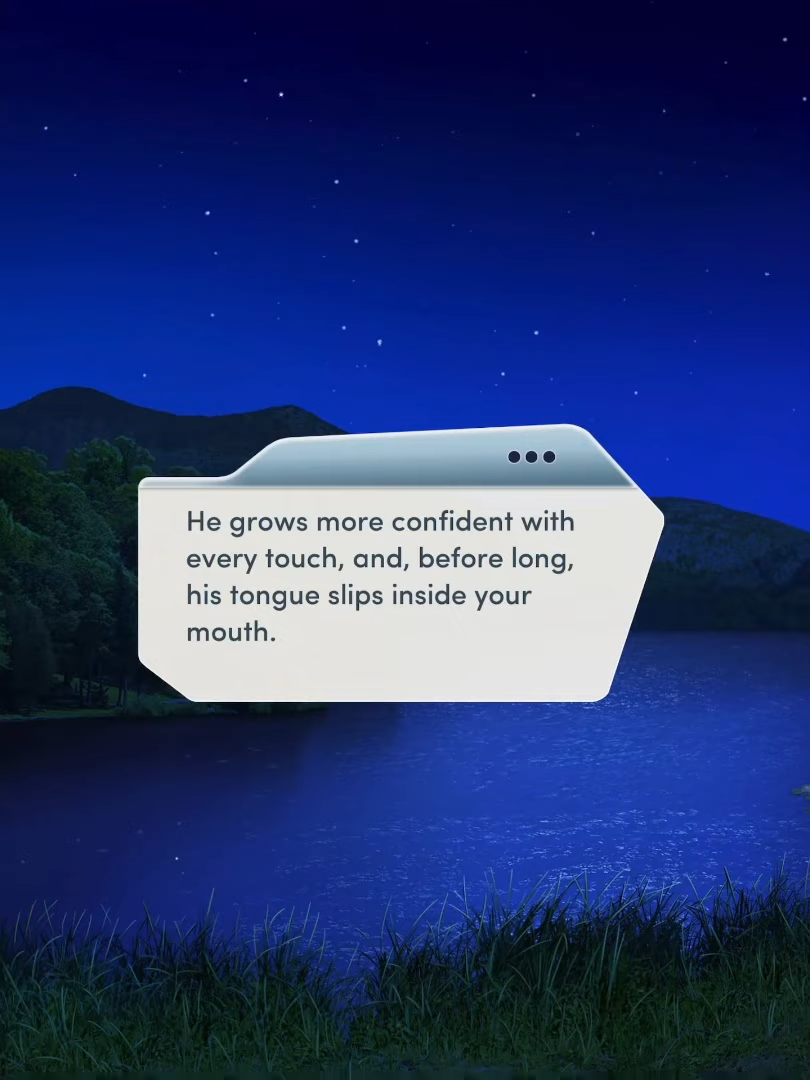 He grows more confident with
every touch, and, before long,
his tongue slips inside your
mouth.